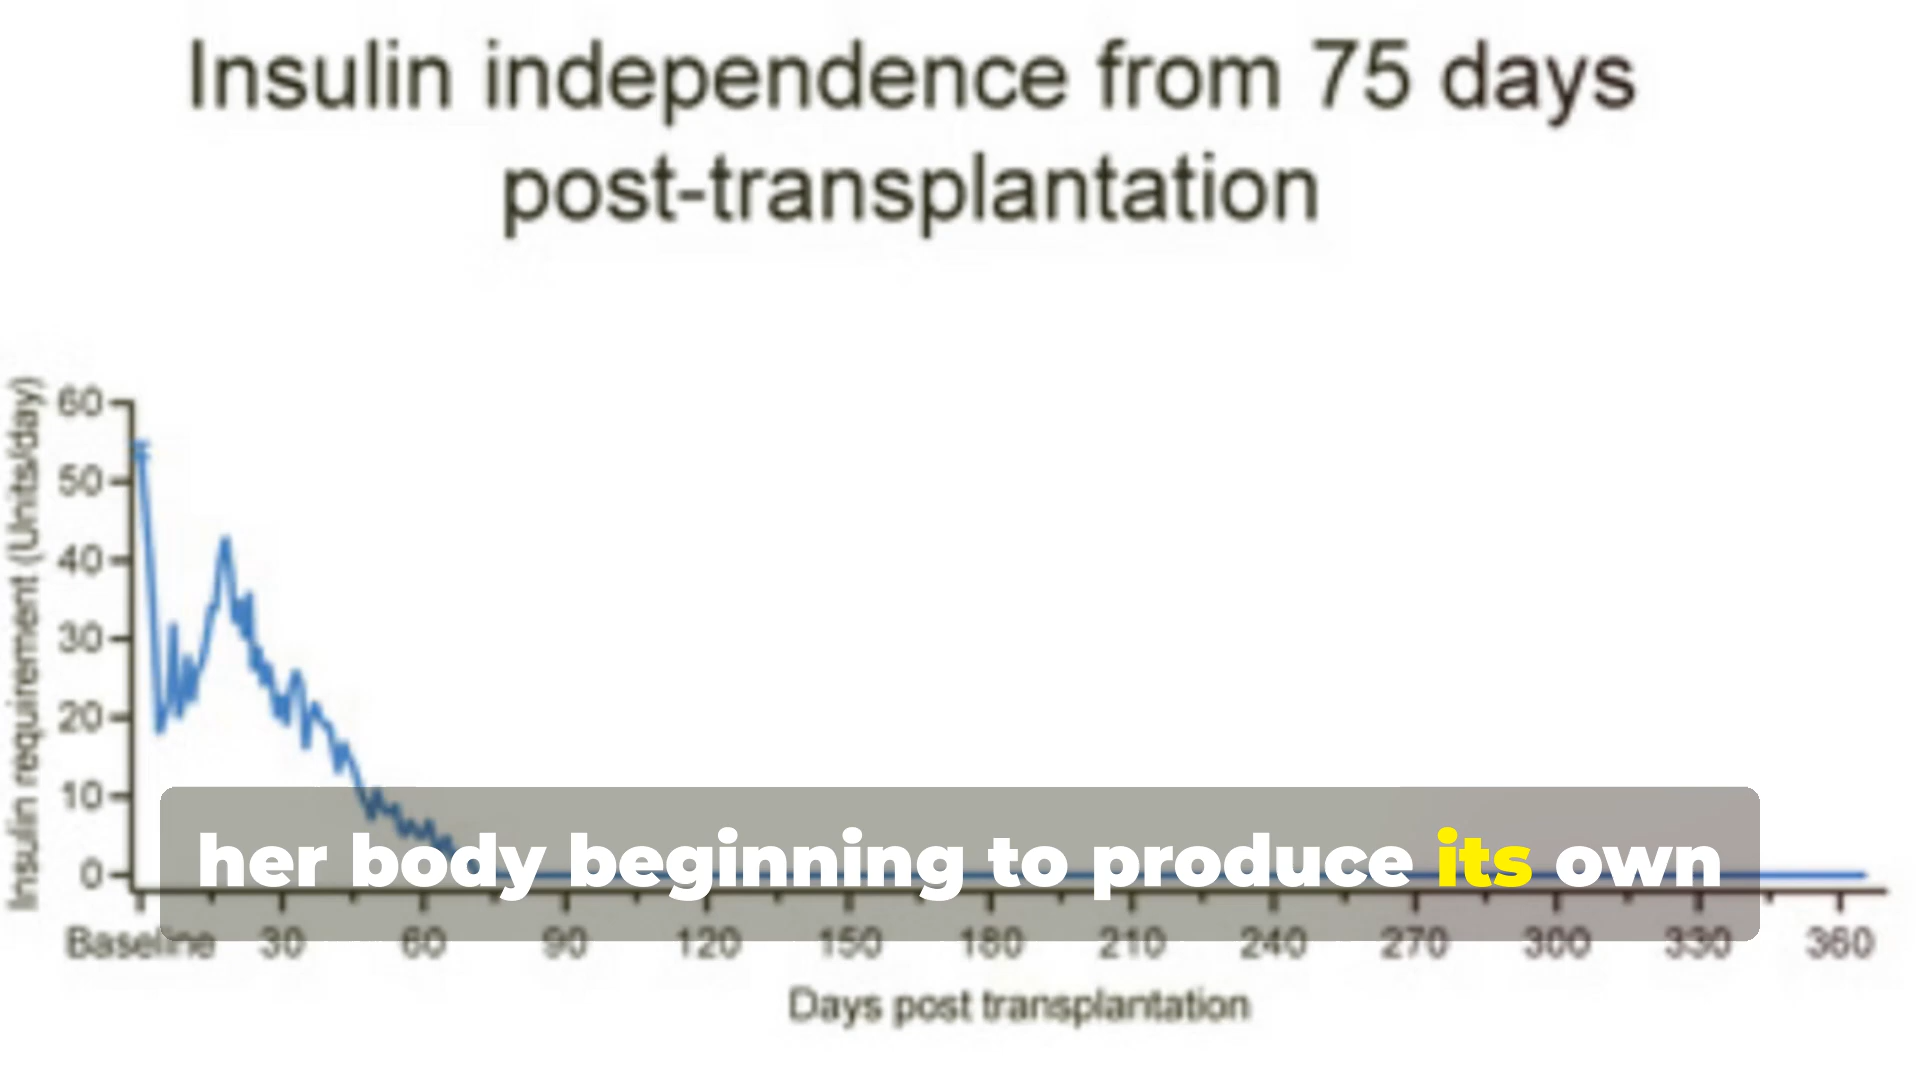 Insulin independence from 75 days
post-transplantation
Insulin requirement (Units/day)
60
50
40
30
20
10
0
her body beginning to produce its own
Baseline 30 60 90 120 150 180 210 240 270 300 330 360
Days post transplantation